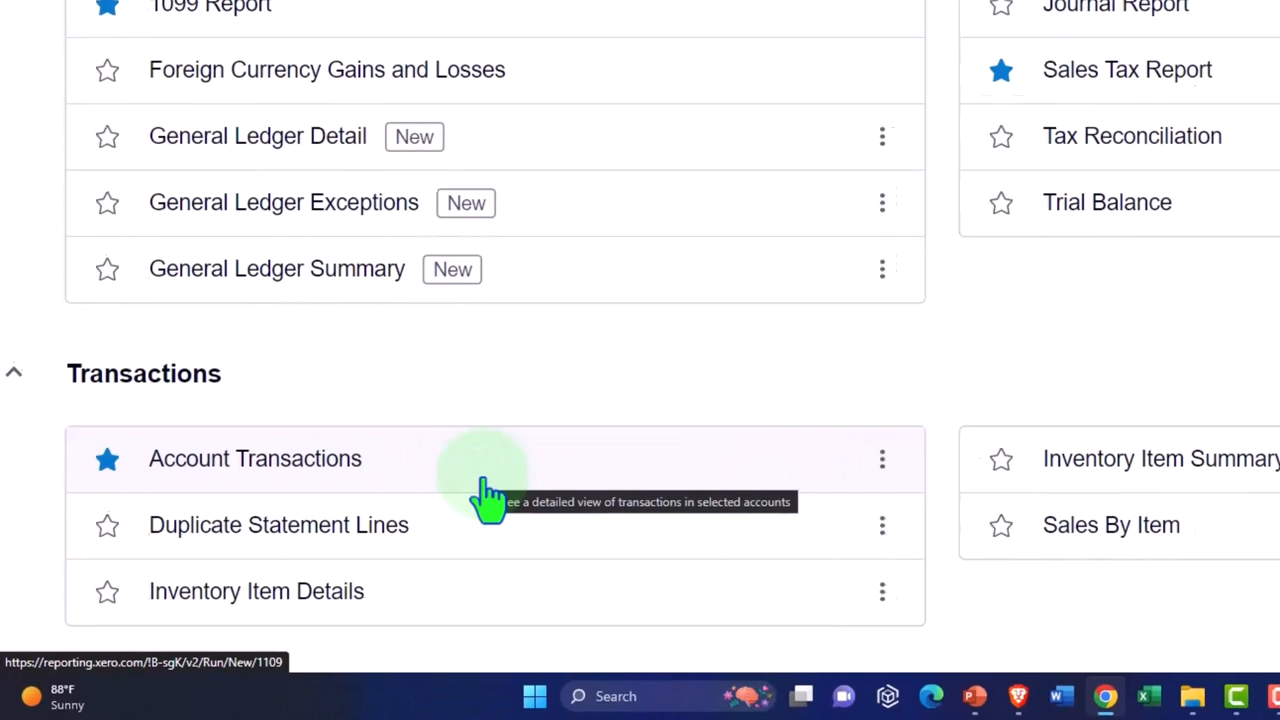 1099 Report
Foreign Currency Gains and Losses
General Ledger Detail New
General Ledger Exceptions New
General Ledger Summary New
Journal Report
Sales Tax Report
Tax Reconciliation
Trial Balance
Transactions
Account Transactions
ee a detailed view of transactions in selected accounts
Duplicate Statement Lines
Inventory Item Details
Inventory Item Summary
Sales By Item
https://reporting.xero.com/!B-sgK/v2/Run/New/1109
88°F
Sunny
Search